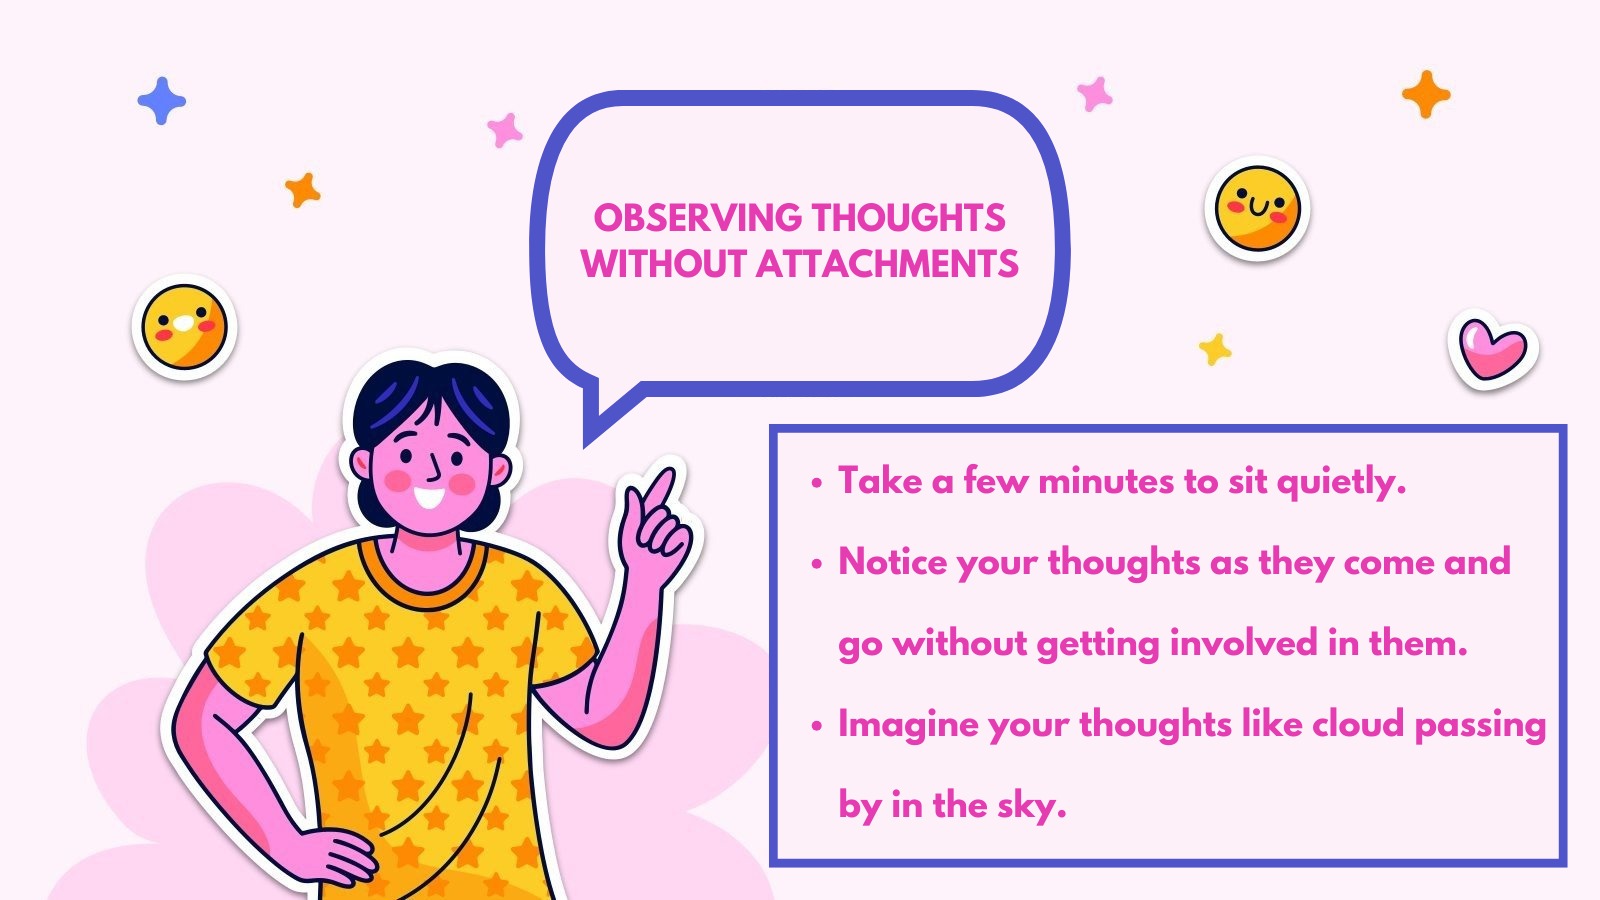 OBSERVING THOUGHTS
WITHOUT ATTACHMENTS
• Take a few minutes to sit quietly.
• Notice your thoughts as they come and
go without getting involved in them.
• Imagine your thoughts like cloud passing
by in the sky.